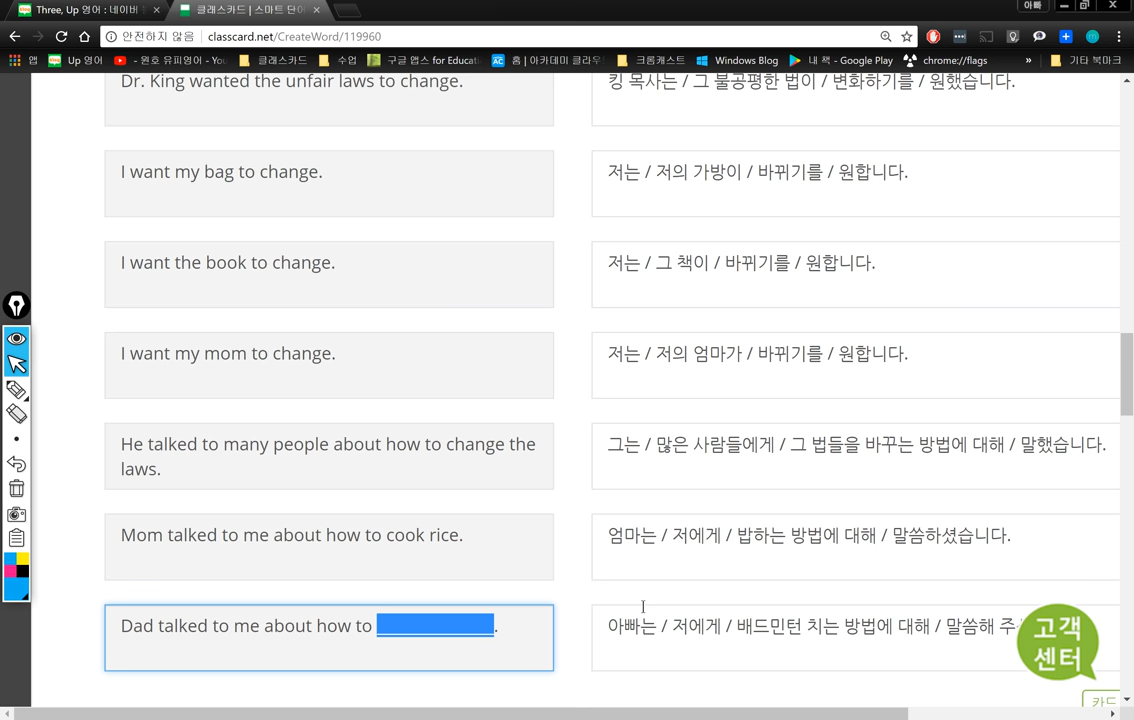 Three, Up 영어 : 네이버
클래스카드 | 스마트 단어
아빠
안전하지 않음
classcard.net/CreateWord/119960
앱
Up 영어
- 원호 유피영어 - You
클래스카드
수업
구글 앱스 for Educati
홈 | 아카데미 클라우드
크롬캐스트
Windows Blog
내 책 - Google Play
chrome://flags
»
기타 북마크
Dr. King wanted the unfair laws to change.
킹 목사는 / 그 불공평한 법이 / 변화하기를 / 원했습니다.
I want my bag to change.
저는 / 저의 가방이 / 바뀌기를 / 원합니다.
I want the book to change.
저는 / 그 책이 / 바뀌기를 / 원합니다.
I want my mom to change.
저는 / 저의 엄마가 / 바뀌기를 / 원합니다.
He talked to many people about how to change the
laws.
그는 / 많은 사람들에게 / 그 법들을 바꾸는 방법에 대해 / 말했습니다.
Mom talked to me about how to cook rice.
엄마는 / 저에게 / 밥하는 방법에 대해 / 말씀하셨습니다.
Dad talked to me about how to .
아빠는 / 저에게 / 배드민턴 치는 방법에 대해 / 말씀해 주
고객
센터
카드